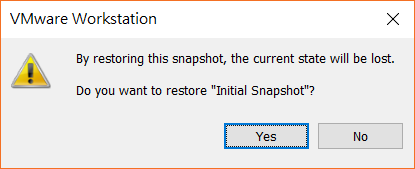 VMware Workstation
By restoring this snapshot, the current state will be lost.
Do you want to restore "Initial Snapshot"?
Yes
No